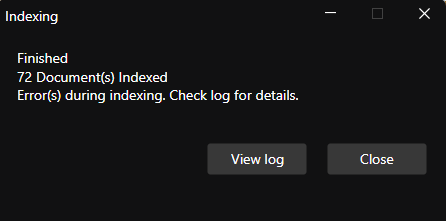 Indexing
Finished
72 Document(s) Indexed
Error(s) during indexing. Check log for details.
View log
Close